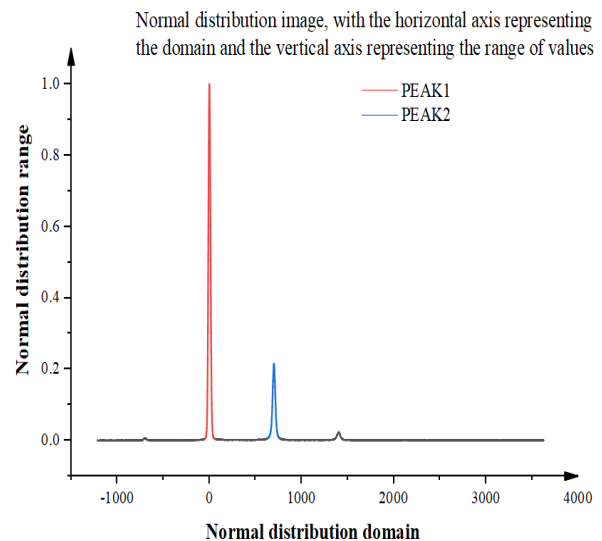 Normal distribution image, with the horizontal axis representing
the domain and the vertical axis representing the range of values
PEAK1
PEAK2
Normal distribution range
1.0
0.8
0.6
0.4
0.2
0.0
-1000
0
1000
2000
3000
4000
Normal distribution domain